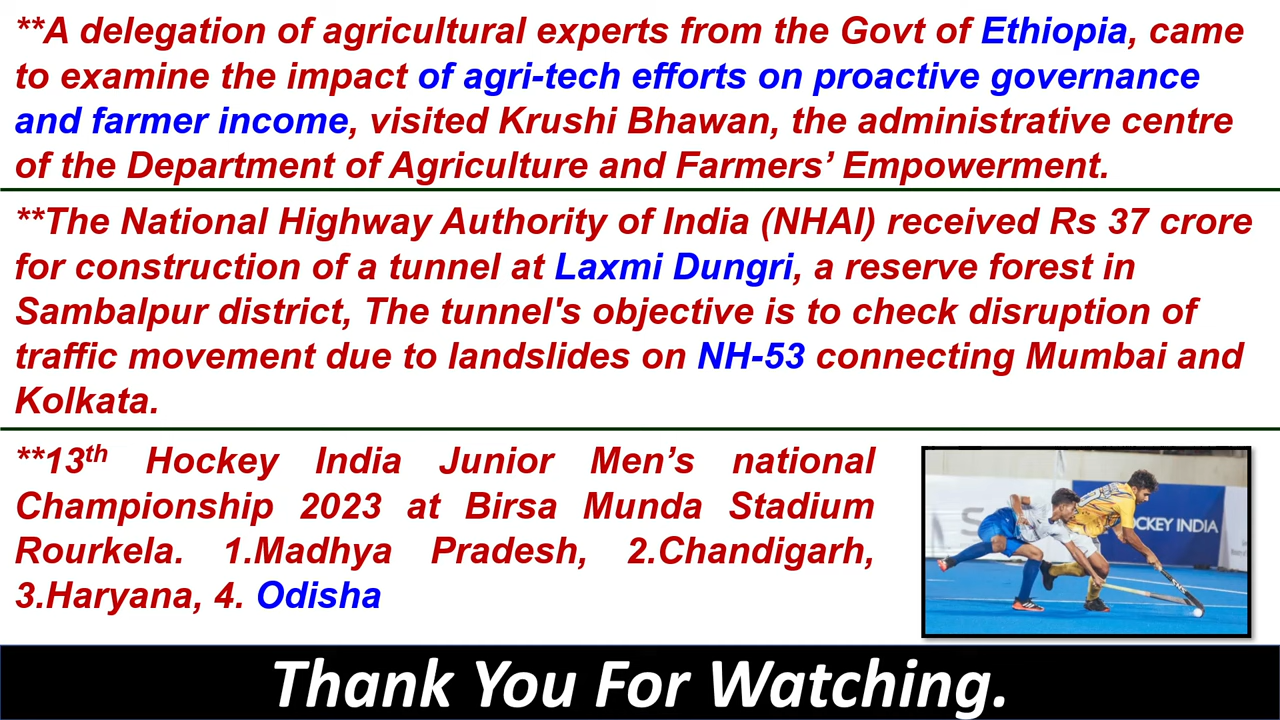 **A delegation of agricultural experts from the Govt of Ethiopia, came
to examine the impact of agri-tech efforts on proactive governance
and farmer income, visited Krushi Bhawan, the administrative centre
of the Department of Agriculture and Farmers’ Empowerment.
**The National Highway Authority of India (NHAI) received Rs 37 crore
for construction of a tunnel at Laxmi Dungri, a reserve forest in
Sambalpur district, The tunnel's objective is to check disruption of
traffic movement due to landslides on NH-53 connecting Mumbai and
Kolkata.
**13th Hockey India Junior Men’s national
Championship 2023 at Birsa Munda Stadium
Rourkela. 1.Madhya Pradesh, 2.Chandigarh,
3.Haryana, 4. Odisha
OCKEY INDIA
Thank You For Watching.